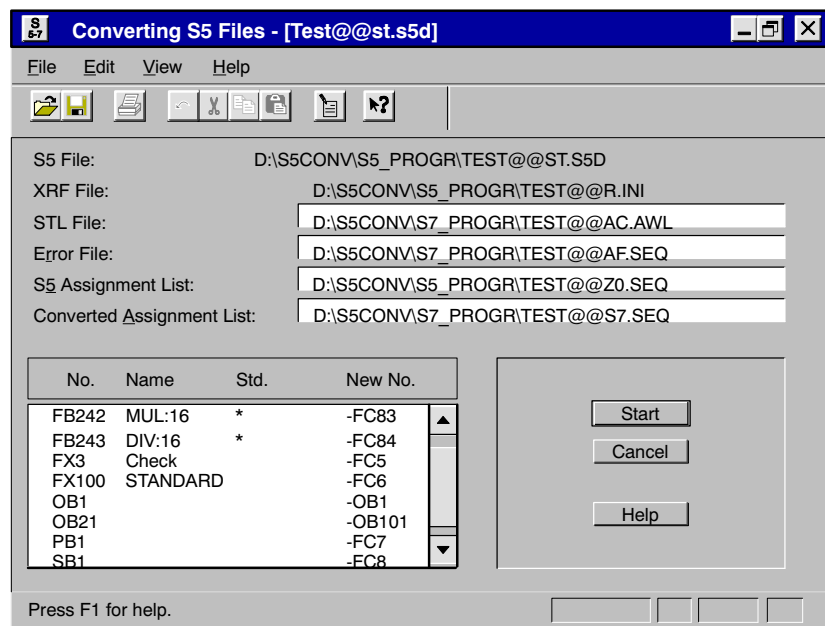 S
5-7
Converting S5 Files - [Test@@st.s5d]
File Edit View Help
S5 File: D:\S5CONV\S5_PROGR\TEST@@ST.S5D
XRF File: D:\S5CONV\S5_PROGR\TEST@@R.INI
STL File: D:\S5CONV\S7_PROGR\TEST@@AC.AWL
Error File: D:\S5CONV\S7_PROGR\TEST@@AF.SEQ
S5 Assignment List: D:\S5CONV\S5_PROGR\TEST@@Z0.SEQ
Converted Assignment List: D:\S5CONV\S7_PROGR\TEST@@S7.SEQ
No. Name Std. New No.
FB242 MUL:16 * -FC83
FB243 DIV:16 * -FC84
FX3 Check -FC5
FX100 STANDARD -FC6
OB1 -OB1
OB21 -OB101
PB1 -FC7
SB1 -FC8
Start
Cancel
Help
Press F1 for help.